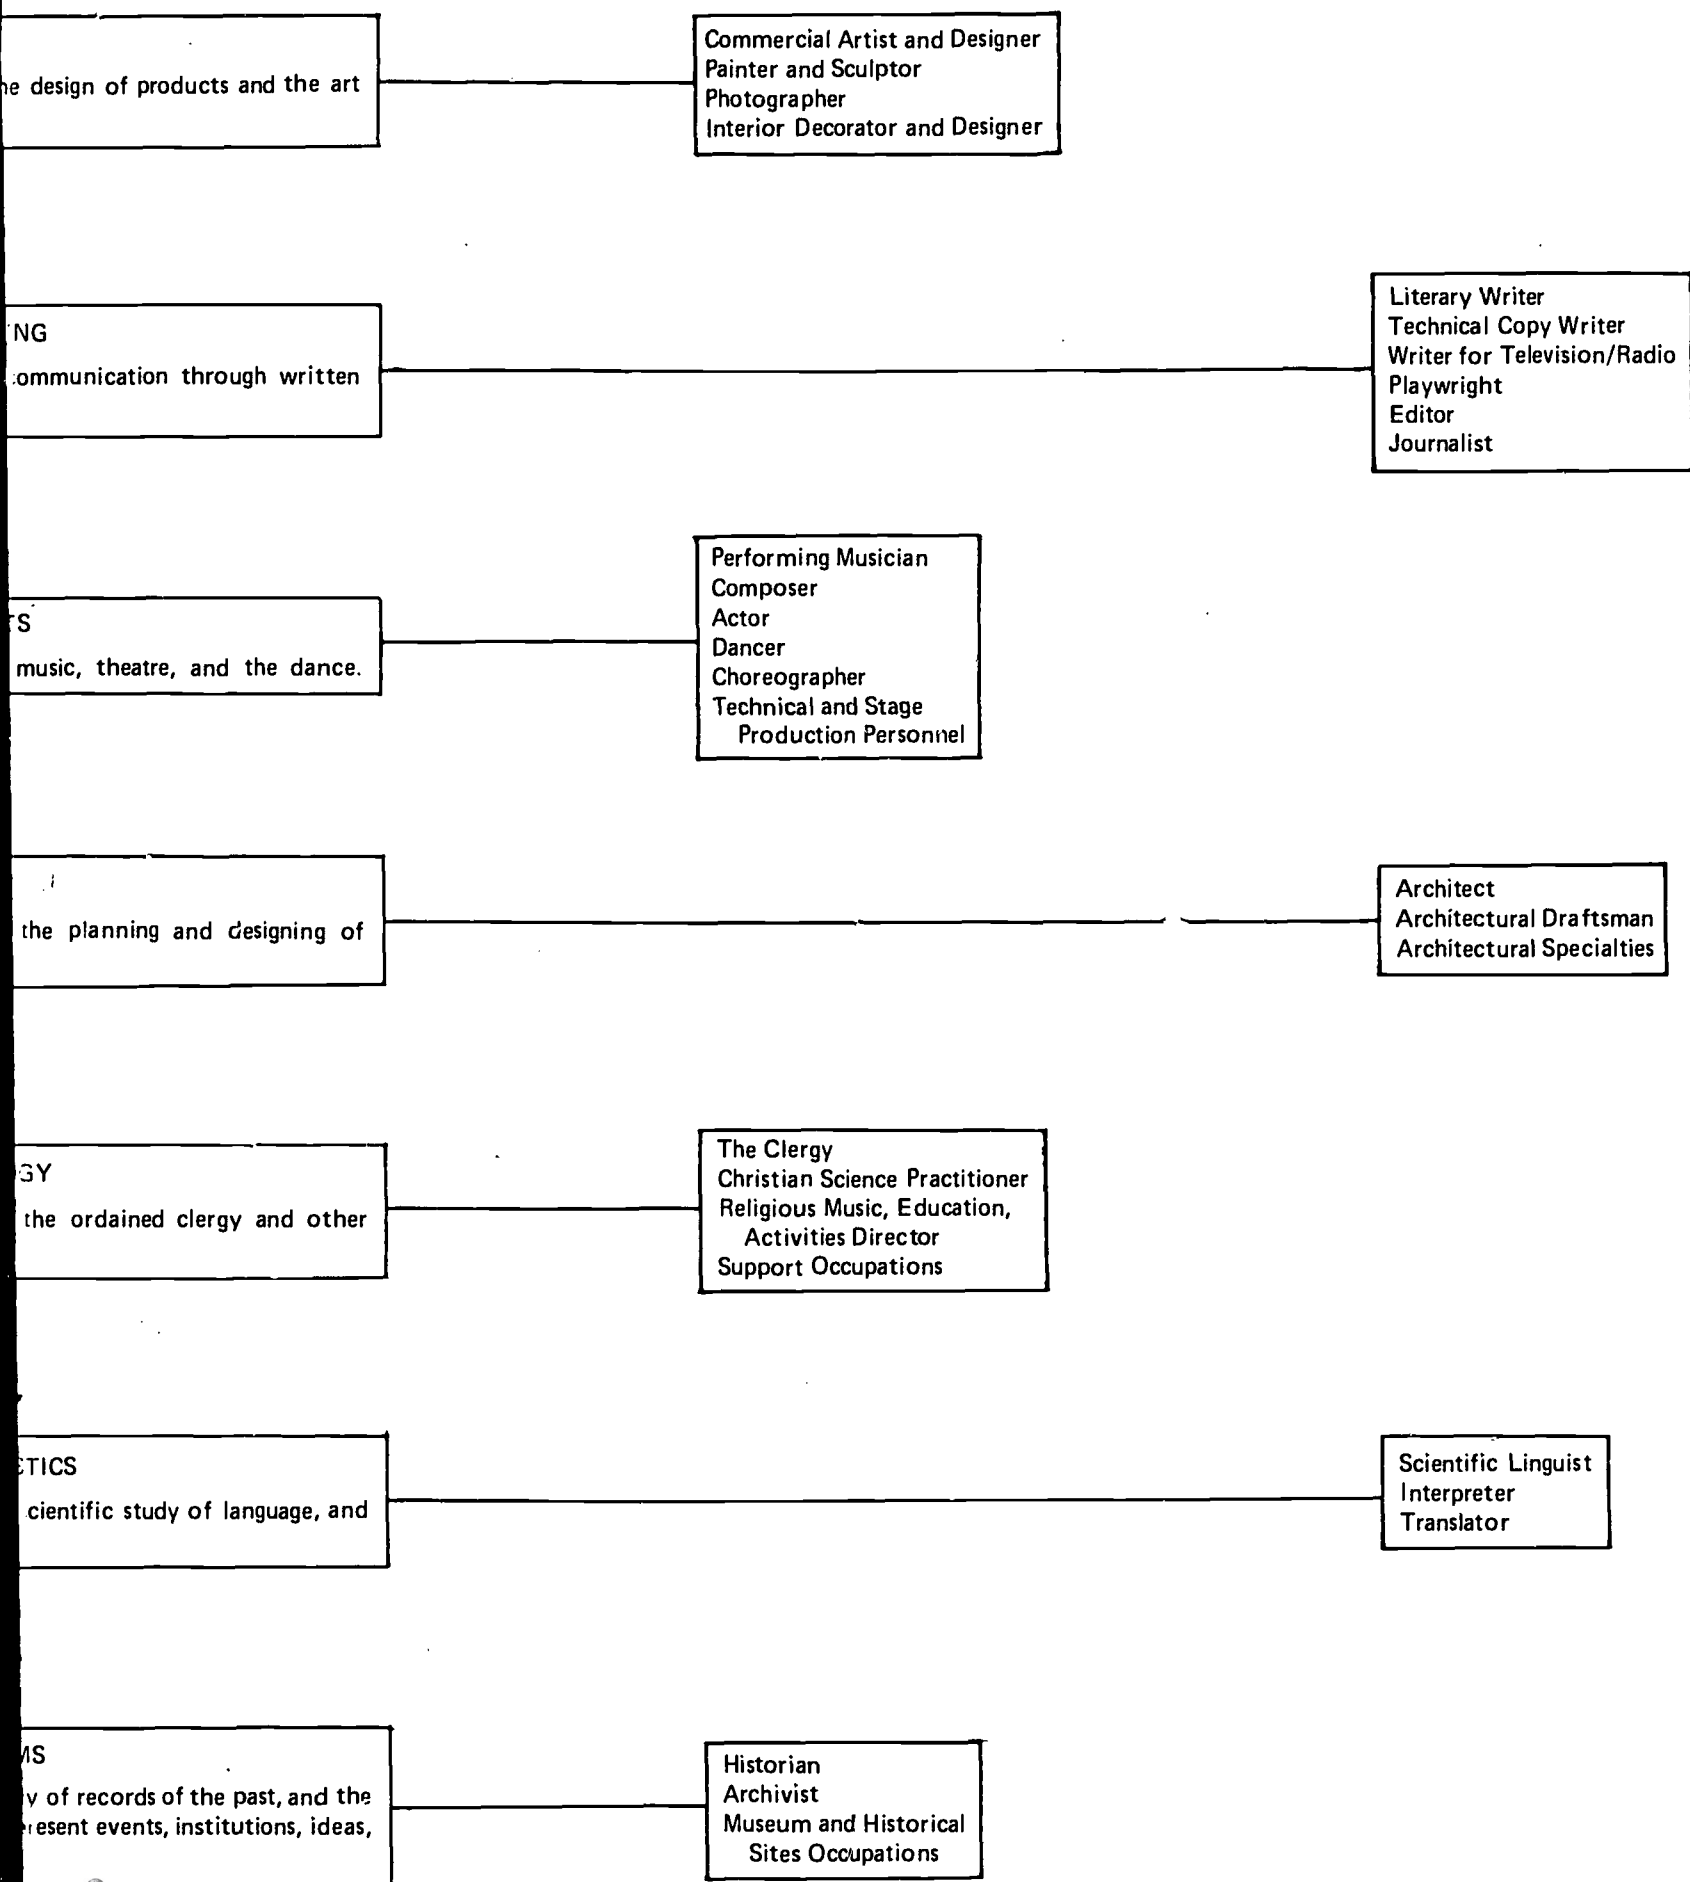 design of products and the art
Commercial Artist and Designer
Painter and Sculptor
Photographer
Interior Decorator and Designer
NG
ommunication through written
Literary Writer
Technical Copy Writer
Writer for Television/Radio
Playwright
Editor
Journalist
TS
music, theatre, and the dance.
Performing Musician
Composer
Actor
Dancer
Choreographer
Technical and Stage
Production Personnel
the planning and designing of
Architect
Architectural Draftsman
Architectural Specialties
GY
the ordained clergy and other
The Clergy
Christian Science Practitioner
Religious Music, Education,
Activities Director
Support Occupations
ETICS
cientific study of language, and
Scientific Linguist
Interpreter
Translator
MS
y of records of the past, and the
resent events, institutions, ideas,
Historian
Archivist
Museum and Historical
Sites Occupations